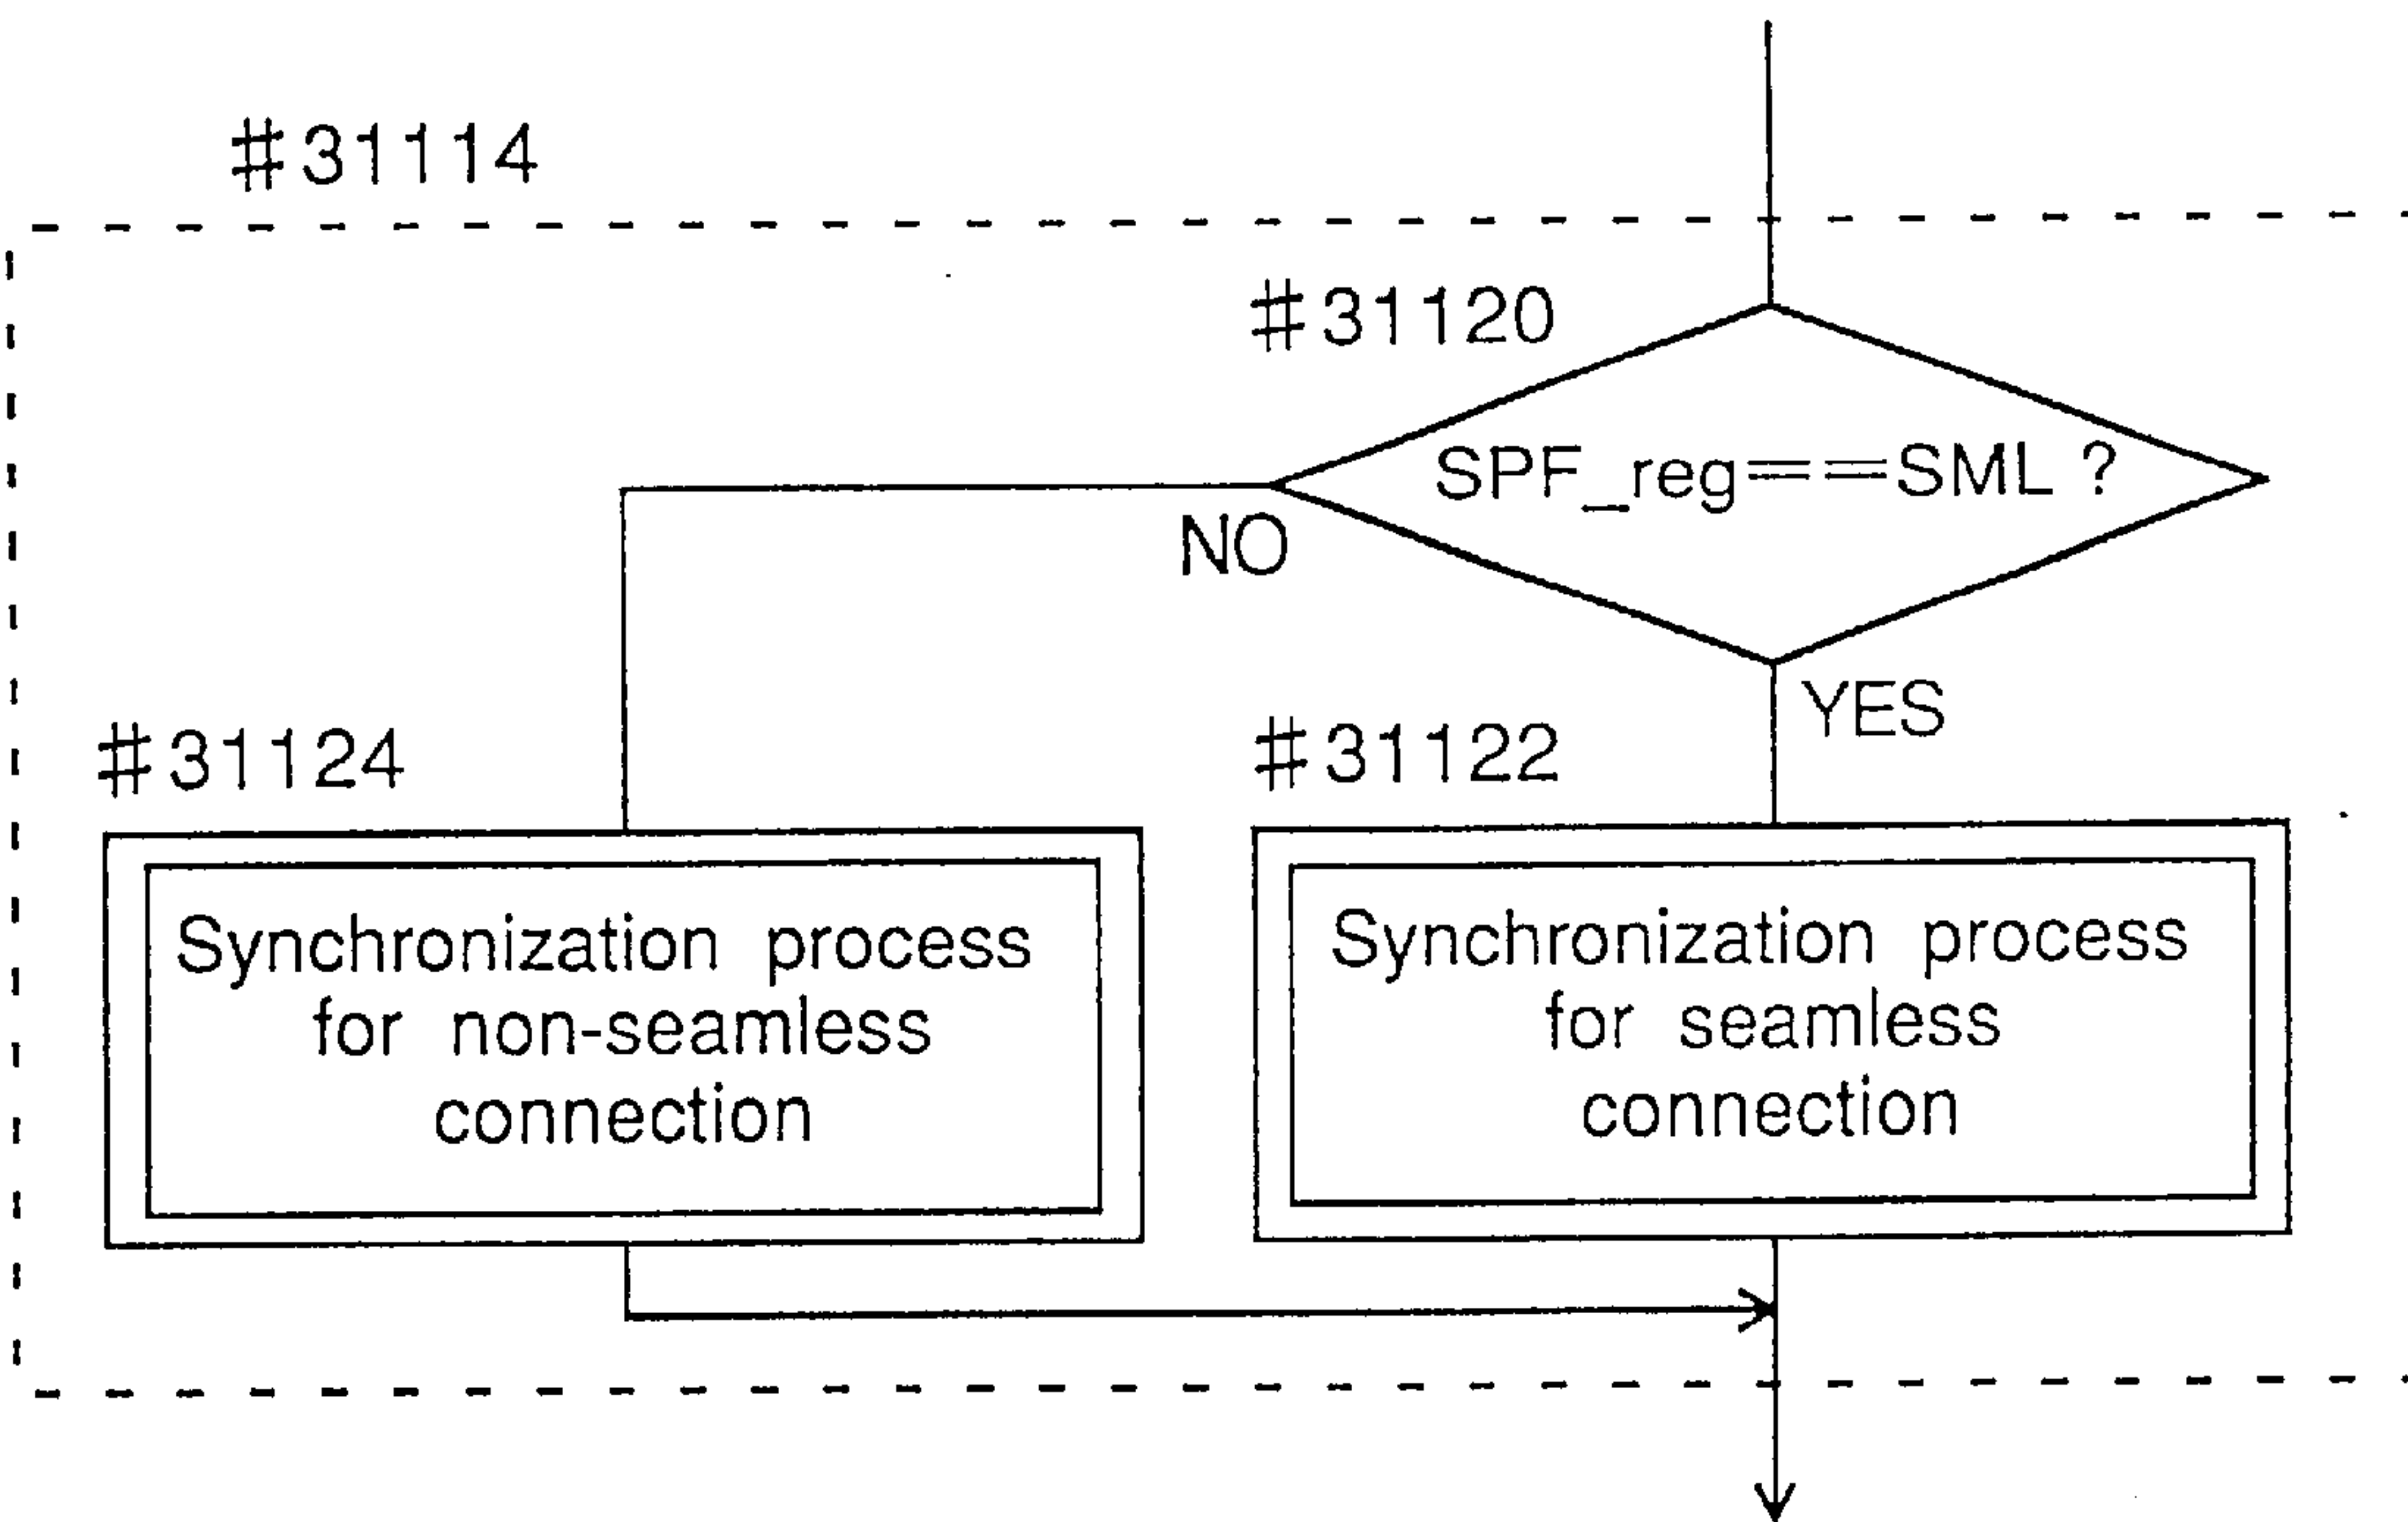 #31114
#31120
SPF_reg==SML ?
NO
YES
#31124
#31122
Synchronization process
for non-seamless
connection
Synchronization process
for seamless
connection